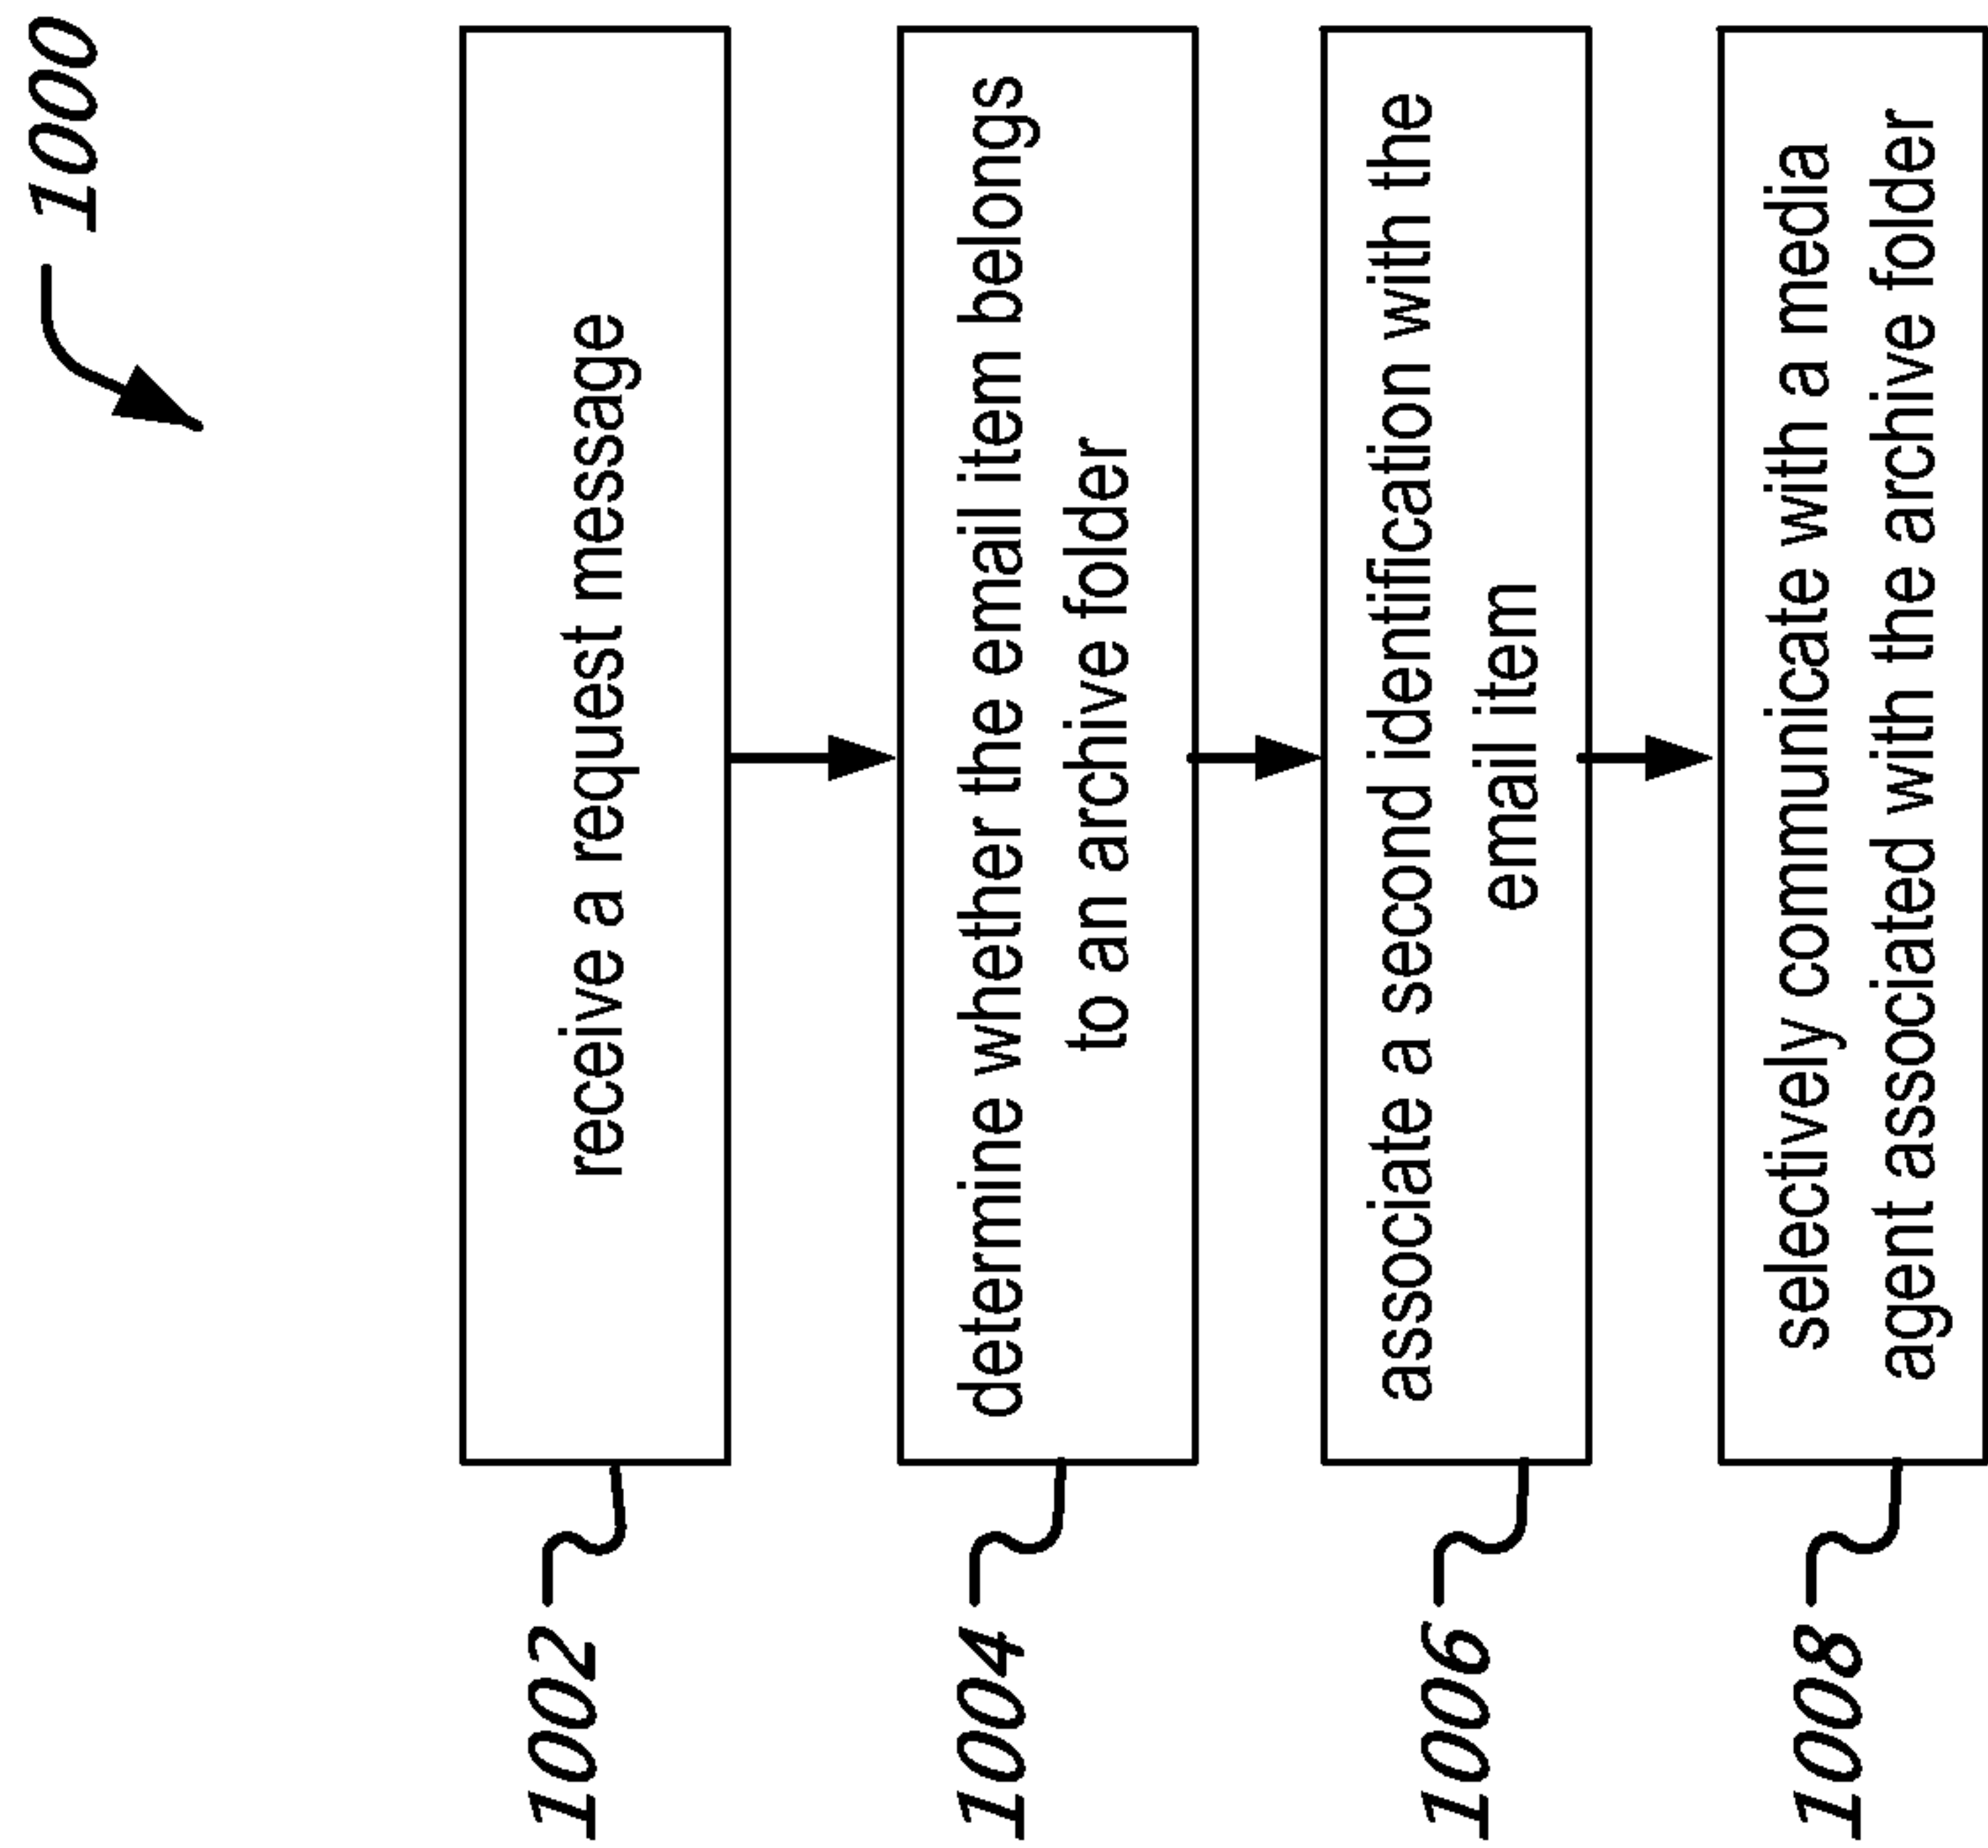 1000
1002
receive a request message
1004
determine whether the email item belongs
to an archive folder
1006
associate a second identification with the
email item
1008
selectively communicate with a media
agent associated with the archive folder